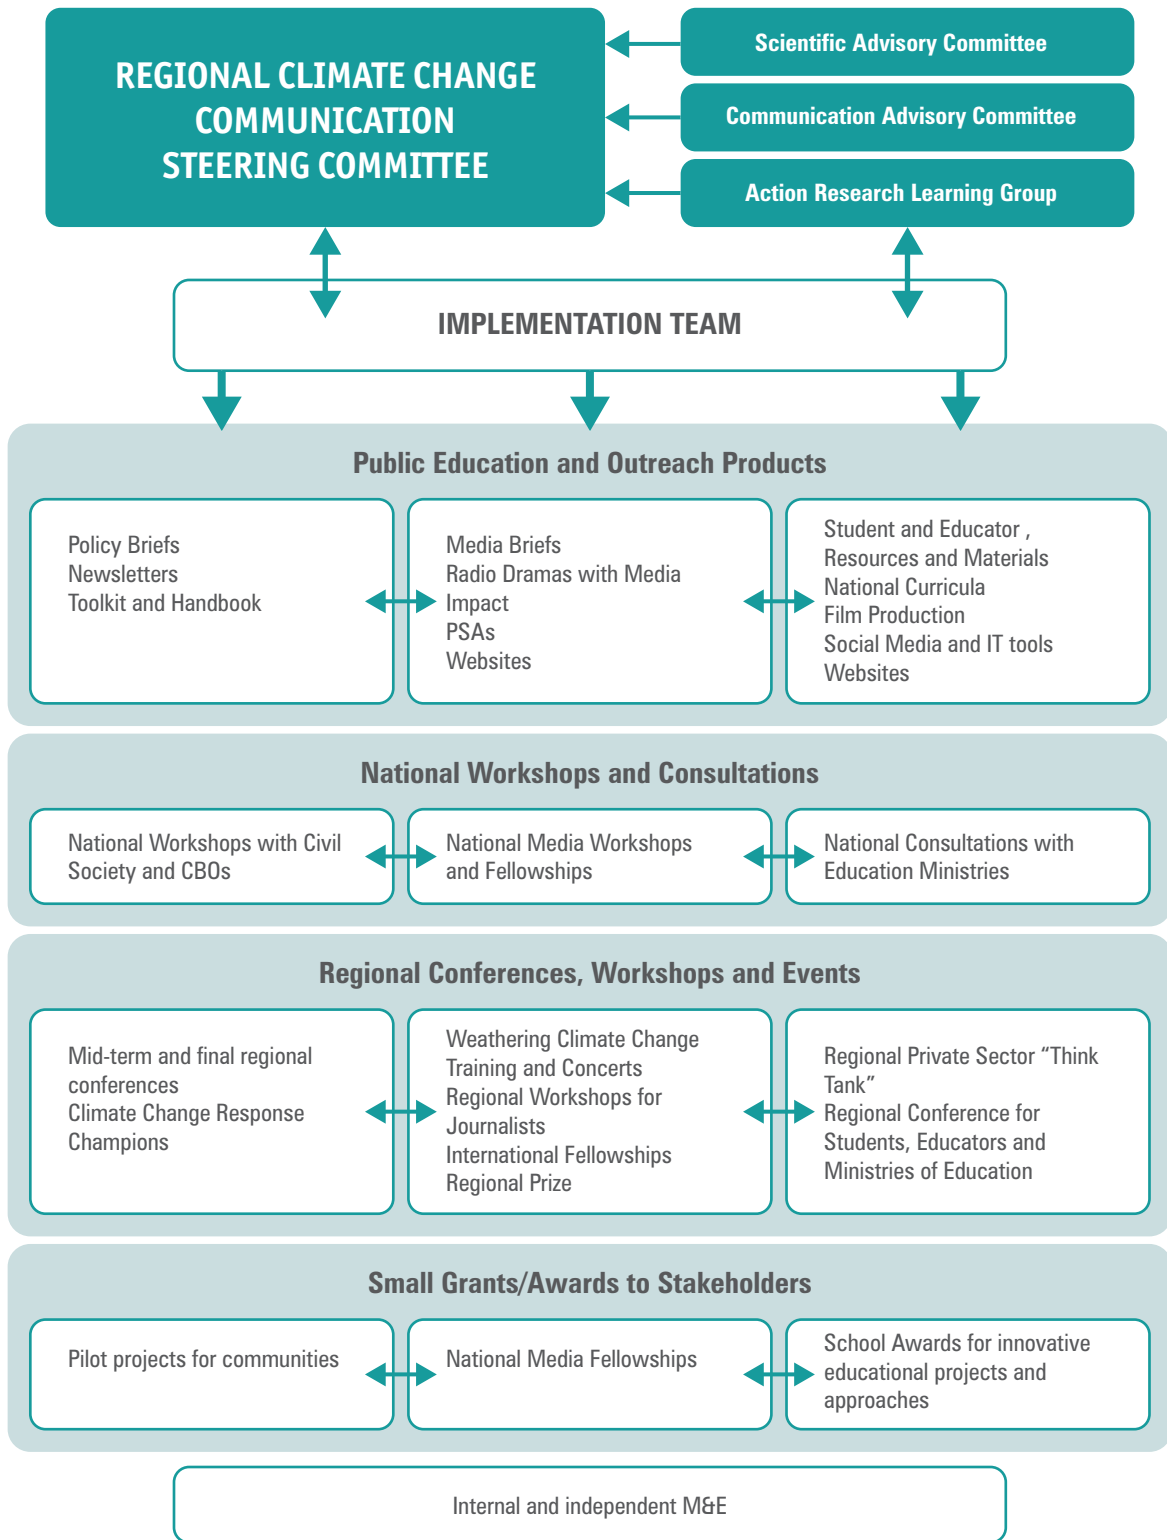 REGIONAL CLIMATE CHANGE
COMMUNICATION
STEERING COMMITTEE
Scientific Advisory Committee
Communication Advisory Committee
Action Research Learning Group
IMPLEMENTATION TEAM
Public Education and Outreach Products
Policy Briefs
Newsletters
Toolkit and Handbook
Media Briefs
Radio Dramas with Media
Impact
PSAs
Websites
Student and Educator ,
Resources and Materials
National Curricula
Film Production
Social Media and IT tools
Websites
National Workshops and Consultations
National Workshops with Civil
Society and CBOs
National Media Workshops
and Fellowships
National Consultations with
Education Ministries
Regional Conferences, Workshops and Events
Mid-term and final regional
conferences
Climate Change Response
Champions
Weathering Climate Change
Training and Concerts
Regional Workshops for
Journalists
International Fellowships
Regional Prize
Regional Private Sector “Think
Tank”
Regional Conference for
Students, Educators and
Ministries of Education
Small Grants/Awards to Stakeholders
Pilot projects for communities
National Media Fellowships
School Awards for innovative
educational projects and
approaches
Internal and independent M&E